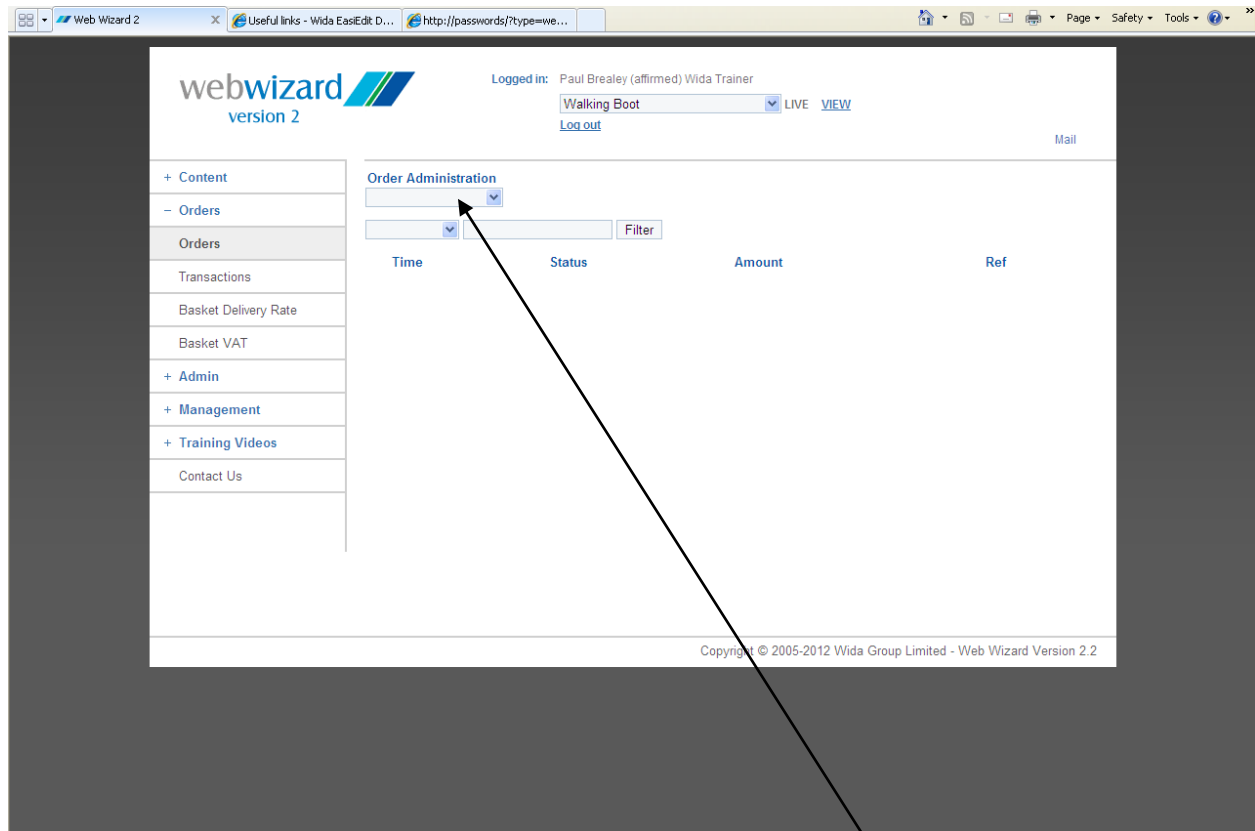 Web Wizard 2 X Useful links - Wida EasiEdit D... http://passwords/?type=we... Page Safety Tools »
webwizard
version 2
Logged in: Paul Brealey (affirmed) Wida Trainer
Walking Boot LIVE VIEW
Log out
Mail
+ Content
− Orders
Orders
Transactions
Basket Delivery Rate
Basket VAT
+ Admin
+ Management
+ Training Videos
Contact Us
Order Administration
Filter
Time Status Amount Ref
Copyright © 2005-2012 Wida Group Limited - Web Wizard Version 2.2